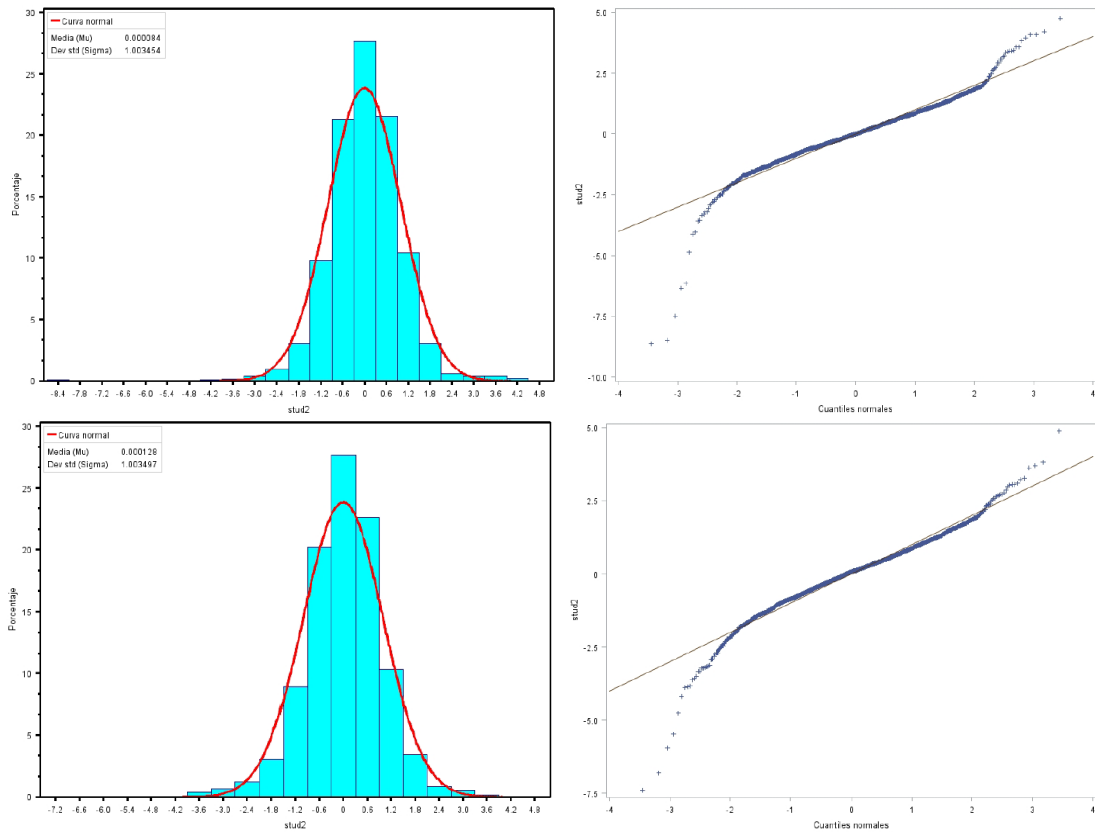 30
25
20
15
10
5
0
Porcentaje
Curva normal
Media (Mu) 0.000084
Dev std (Sigma) 1.003454
-8.4 -7.8 -7.2 -6.6 -6.0 -5.4 -4.8 -4.2 -3.6 -3.0 -2.4 -1.8 -1.2 -0.6 0.0 0.6 1.2 1.8 2.4 3.0 3.6 4.2 4.8
stud2
5.0
2.5
0
-2.5
-5.0
-7.5
-10.0
stud2
-4 -3 -2 -1 0 1 2 3 4
Cuantiles normales
30
25
20
15
10
5
0
Porcentaje
Curva normal
Media (Mu) 0.000128
Dev std (Sigma) 1.003497
-7.2 -6.6 -6.0 -5.4 -4.8 -4.2 -3.6 -3.0 -2.4 -1.8 -1.2 -0.6 0.0 0.6 1.2 1.8 2.4 3.0 3.6 4.2 4.8
stud2
5.0
2.5
0
-2.5
-5.0
-7.5
stud2
-4 -3 -2 -1 0 1 2 3 4
Cuantiles normales